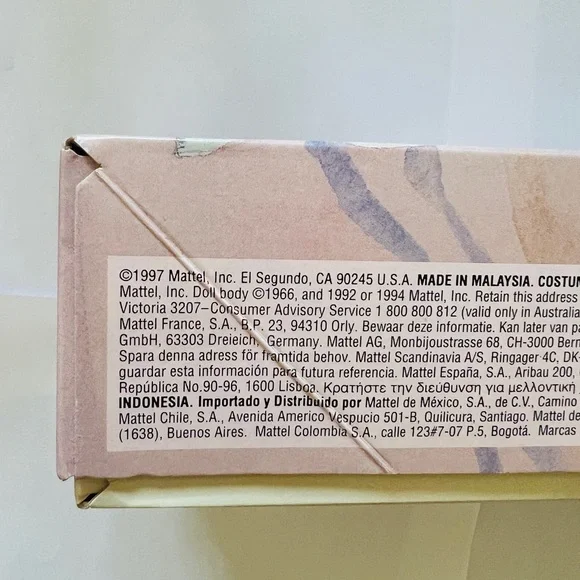 ©1997 Mattel, Inc. El Segundo, CA 90245 U.S.A. MADE IN MALAYSIA. COSTUM
Mattel, Inc. Doll body ©1966, and 1992 or 1994 Mattel, Inc. Retain this address
Victoria 3207–Consumer Advisory Service 1 800 800 812 (valid only in Australia
Mattel France, S.A., B.P. 23, 94310 Orly. Bewaar deze informatie. Kan later van pa
GmbH, 63303 Dreieich, Germany. Mattel AG, Monbijoustrasse 68, CH-3000 Bern
Spara denna adress för framtida behov. Mattel Scandinavia A/S, Ringager 4C, DK-
guardar esta información para futura referencia. Mattel España, S.A., Aribau 200,
República No.90-96, 1600 Lisboa. Κρατήστε την διεύθυνση για μελλοντική
INDONESIA. Importado y Distribuido por Mattel de México, S.A., de C.V., Camino
Mattel Chile, S.A., Avenida Americo Vespucio 501-B, Quilicura, Santiago. Mattel de
(1638), Buenos Aires. Mattel Colombia S.A., calle 123#7-07 P.5, Bogotá. Marcas